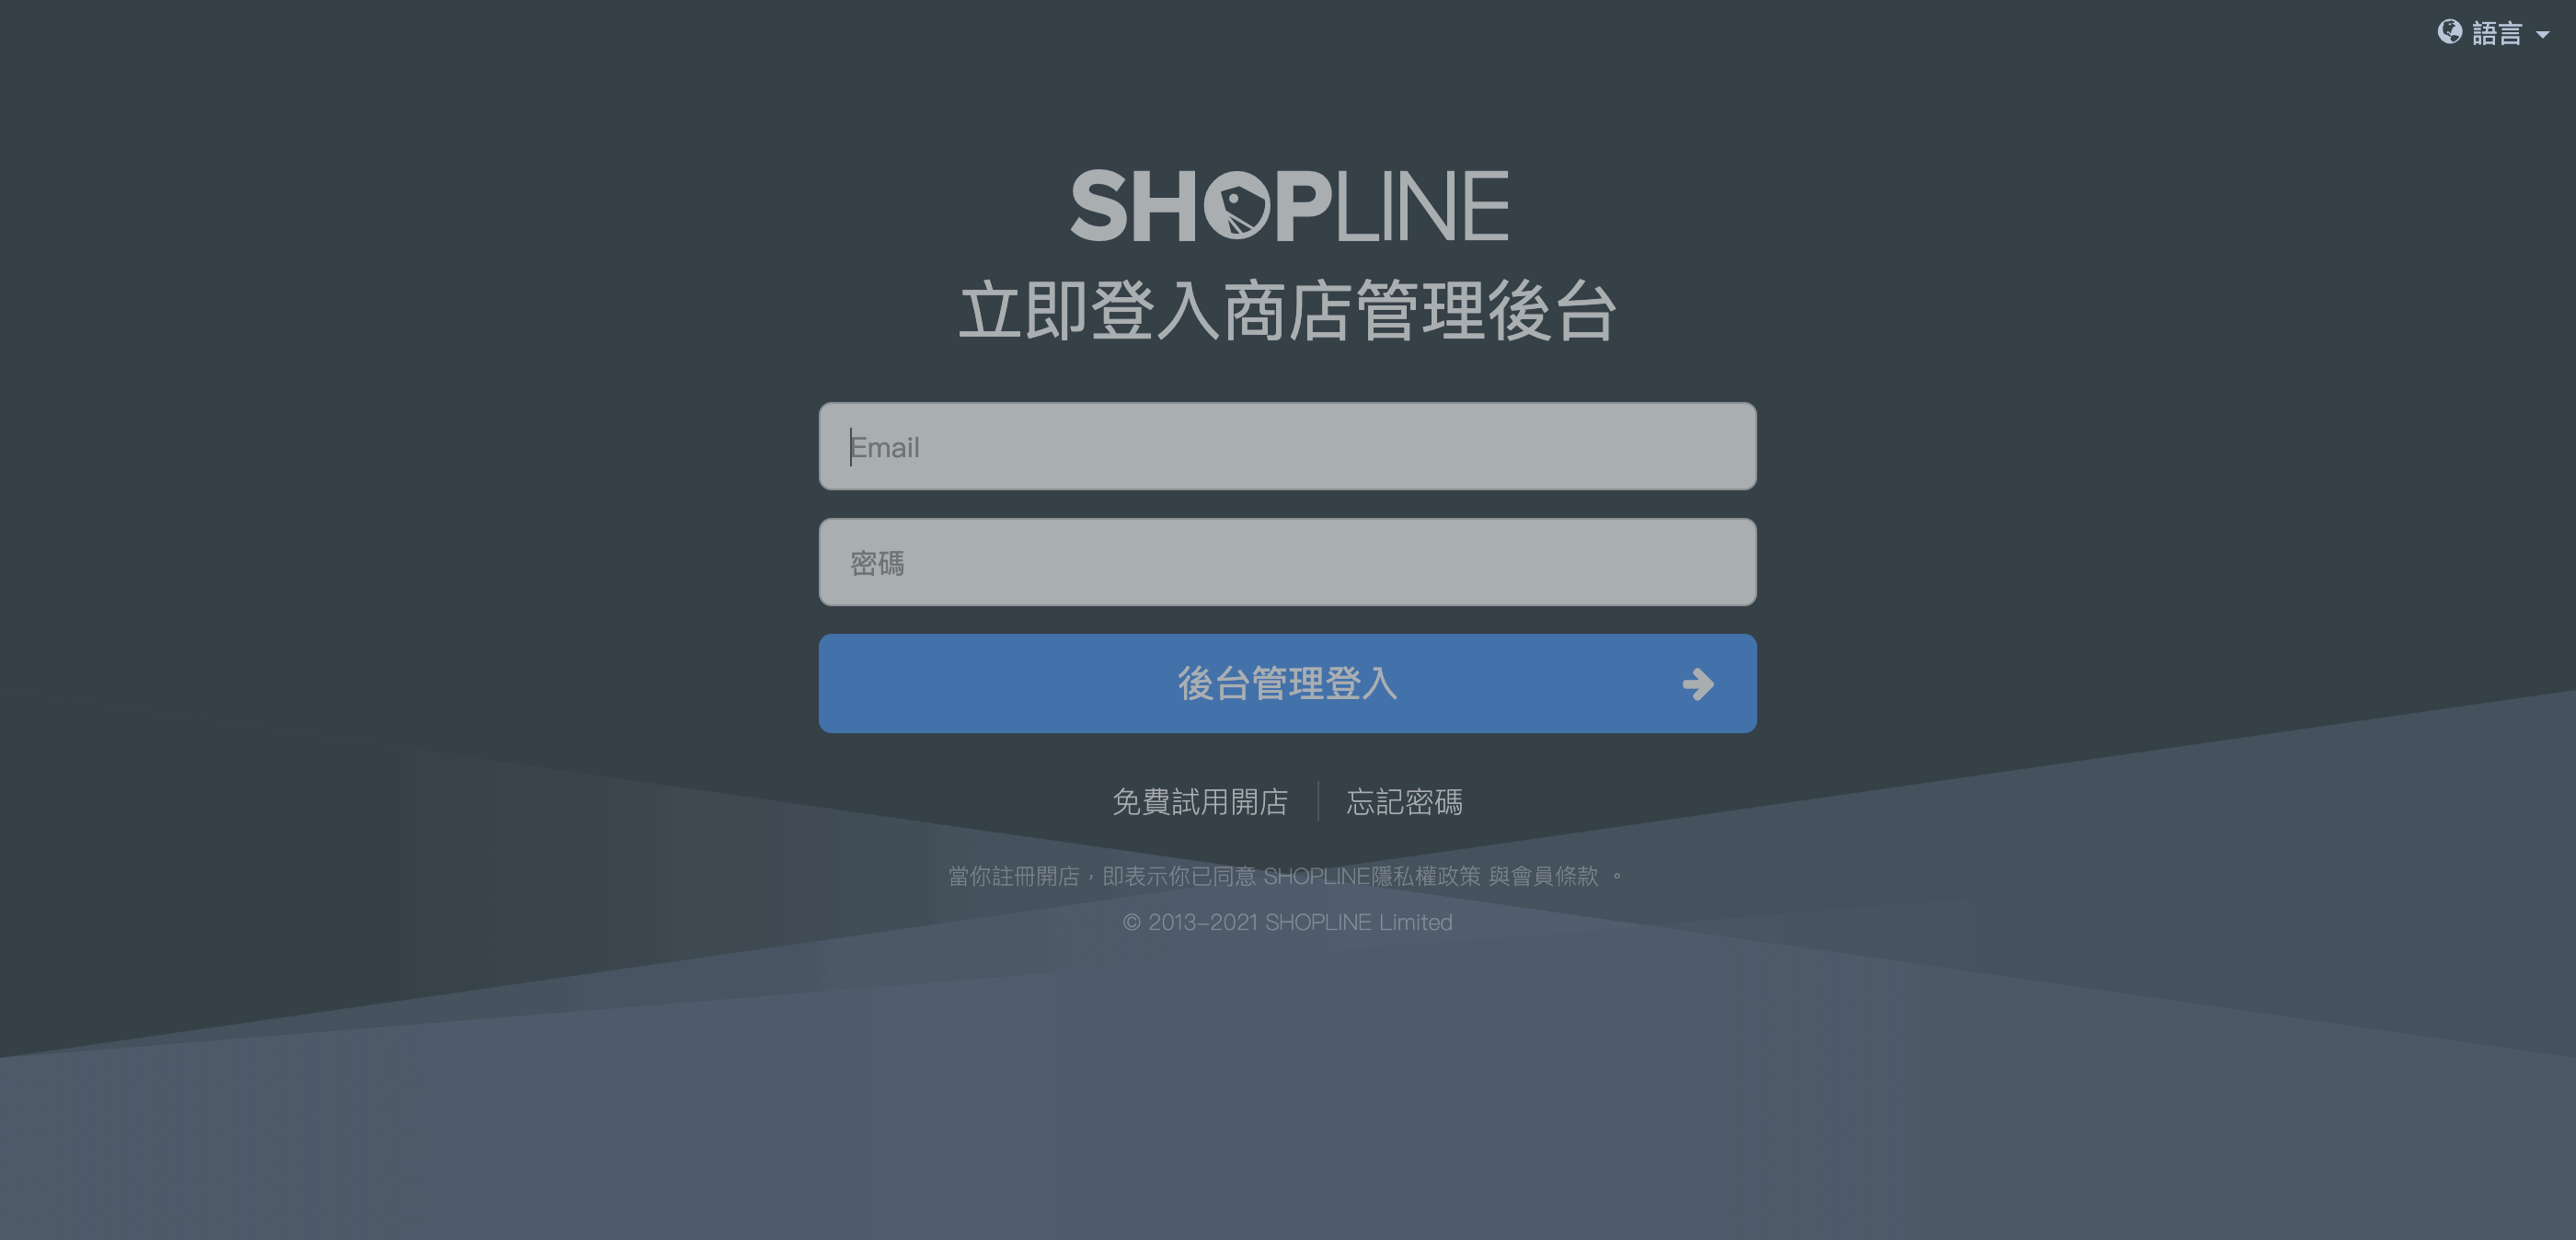 語言
SHOPLINE
立即登入商店管理後台
Email
密碼
後台管理登入
免費試用開店
忘記密碼
當你註冊開店，即表示你已同意 SHOPLINE隱私權政策 與會員條款 。
© 2013-2021 SHOPLINE Limited